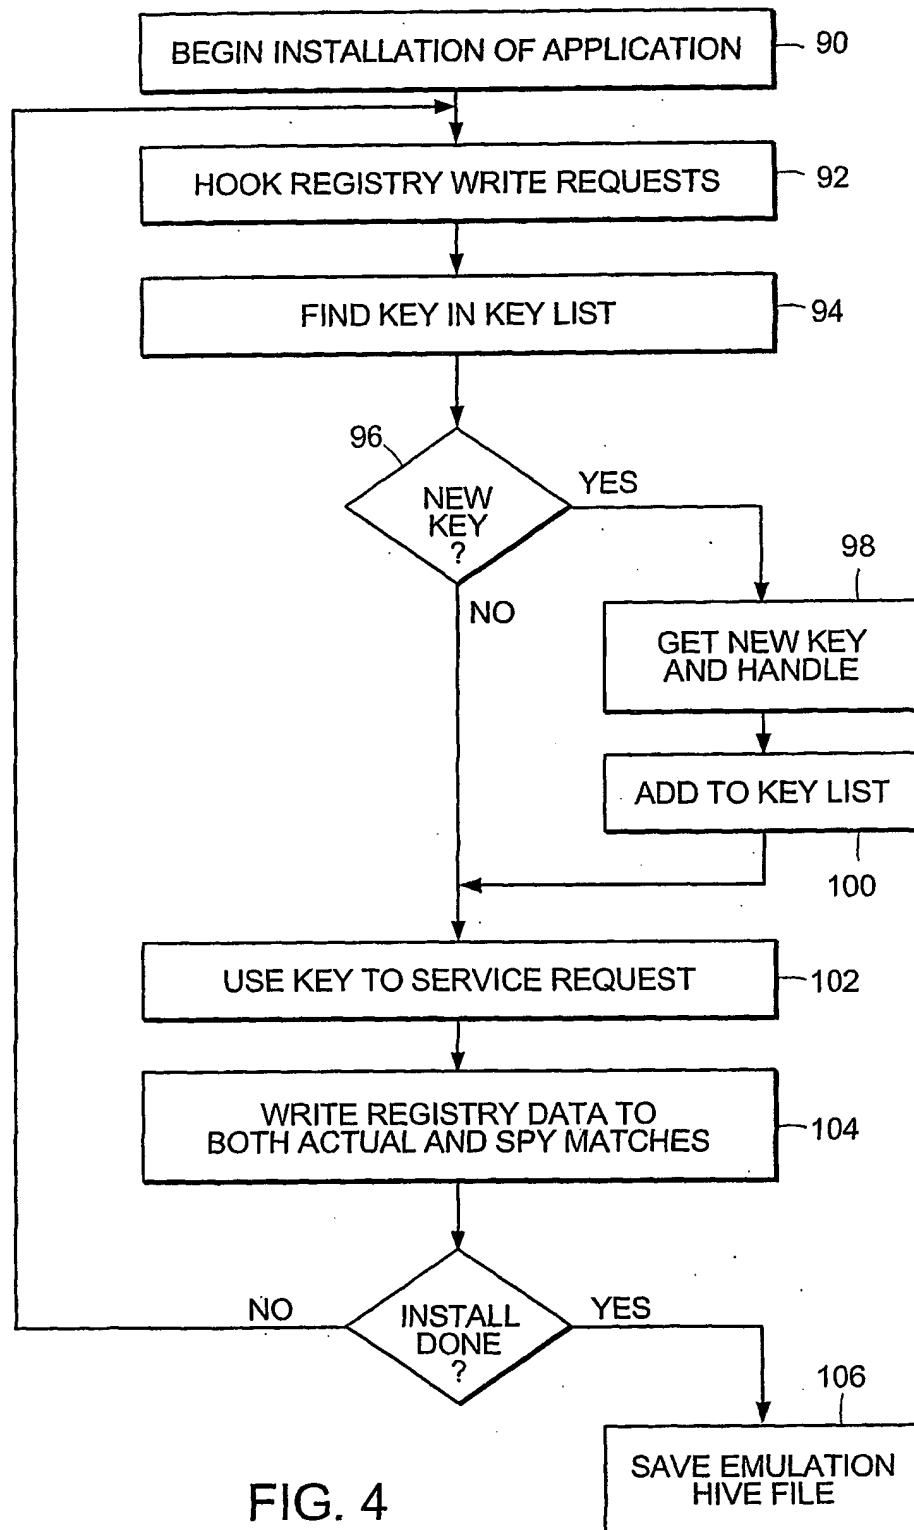 BEGIN INSTALLATION OF APPLICATION
90
HOOK REGISTRY WRITE REQUESTS
92
FIND KEY IN KEY LIST
94
96
NEW
KEY
?
YES
NO
98
GET NEW KEY
AND HANDLE
ADD TO KEY LIST
100
USE KEY TO SERVICE REQUEST
102
WRITE REGISTRY DATA TO
BOTH ACTUAL AND SPY MATCHES
104
NO
INSTALL
DONE
?
YES
106
SAVE EMULATION
HIVE FILE
FIG. 4